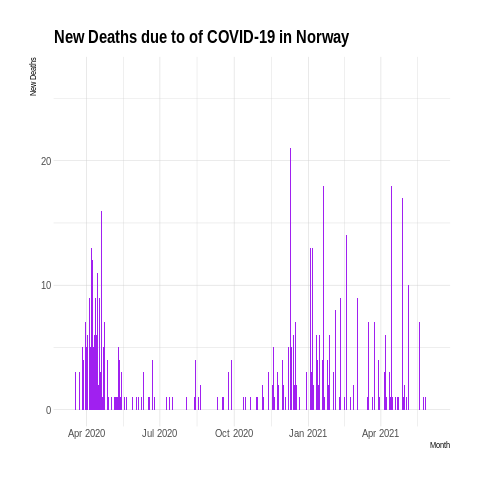 New Deaths due to of COVID-19 in Norway
New Deaths
20
10
0
Apr 2020 Jul 2020 Oct 2020 Jan 2021 Apr 2021
Month